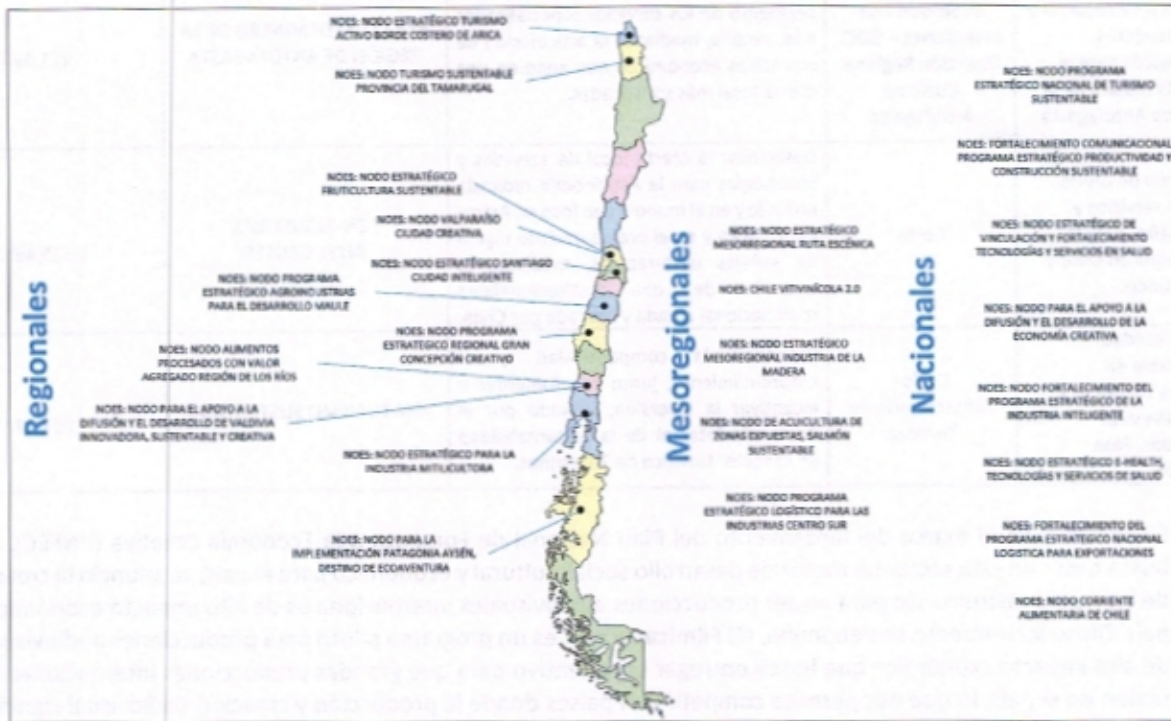 NOES: NODO ESTRATÉGICO TURISMO
ACTIVO BORDE COSTERO DE ARICA
NOES: NODO TURISMO SUSTENTABLE
PROVINCIA DEL TAMARUGAL
NOES: NODO ESTRATÉGICO
FRUTICULTURA SUSTENTABLE
NOES: NODO VALPARAÍSO
CIUDAD CREATIVA
NOES: NODO ESTRATÉGICO SANTIAGO
CIUDAD INTELIGENTE
NOES: NODO PROGRAMA
ESTRATÉGICO AGROINDUSTRIAS
PARA EL DESARROLLO MAULE
NOES: NODO PROGRAMA
ESTRATEGICO REGIONAL GRAN
CONCEPCIÓN CREATIVO
NOES: NODO ALIMENTOS
PROCESADOS CON VALOR
AGREGADO REGIÓN DE LOS RÍOS
NOES: NODO PARA EL APOYO A LA
DIFUSIÓN Y EL DESARROLLO DE VALDIVIA
INNOVADORA, SUSTENTABLE Y CREATIVA
NOES: NODO ESTRATÉGICO PARA LA
INDUSTRIA MITILICULTORA
NOES: NODO PARA LA
IMPLEMENTACIÓN PATAGONIA AYSÉN,
DESTINO DE ECOAVENTURA
Regionales
Mesoregionales
NOES: NODO ESTRATÉGICO
MESORREGIONAL RUTA ESCÉNICA
NOES: CHILE VITIVINÍCOLA 2.0
NOES: NODO ESTRATÉGICO
MESOREGIONAL INDUSTRIA DE LA
MADERA
NOES: NODO DE ACUICULTURA DE
ZONAS EXPUESTAS, SALMÓN
SUSTENTABLE
NOES: NODO PROGRAMA
ESTRATÉGICO LOGÍSTICO PARA LAS
INDUSTRIAS CENTRO SUR
Nacionales
NOES: NODO PROGRAMA
ESTRATÉGICO NACIONAL DE TURISMO
SUSTENTABLE
NOES: FORTALECIMIENTO COMUNICACIONAL
PROGRAMA ESTRATÉGICO PRODUCTIVIDAD Y
CONSTRUCCIÓN SUSTENTABLE
NOES: NODO ESTRATÉGICO DE
VINCULACIÓN Y FORTALECIMIENTO
TECNOLOGÍAS Y SERVICIOS EN SALUD
NOES: NODO PARA EL APOYO A LA
DIFUSIÓN Y EL DESARROLLO DE LA
ECONOMÍA CREATIVA
NOES: NODO FORTALECIMIENTO DEL
PROGRAMA ESTRATÉGICO DE LA
INDUSTRIA INTELIGENTE
NOES: NODO ESTRATÉGICO E-HEALTH,
TECNOLOGÍAS Y SERVICIOS DE SALUD
NOES: FORTALECIMIENTO DEL
PROGRAMA ESTRATÉGICO NACIONAL
LOGISTICA PARA EXPORTACIONES
NOES: NODO CORRIENTE
ALIMENTARIA DE CHILE